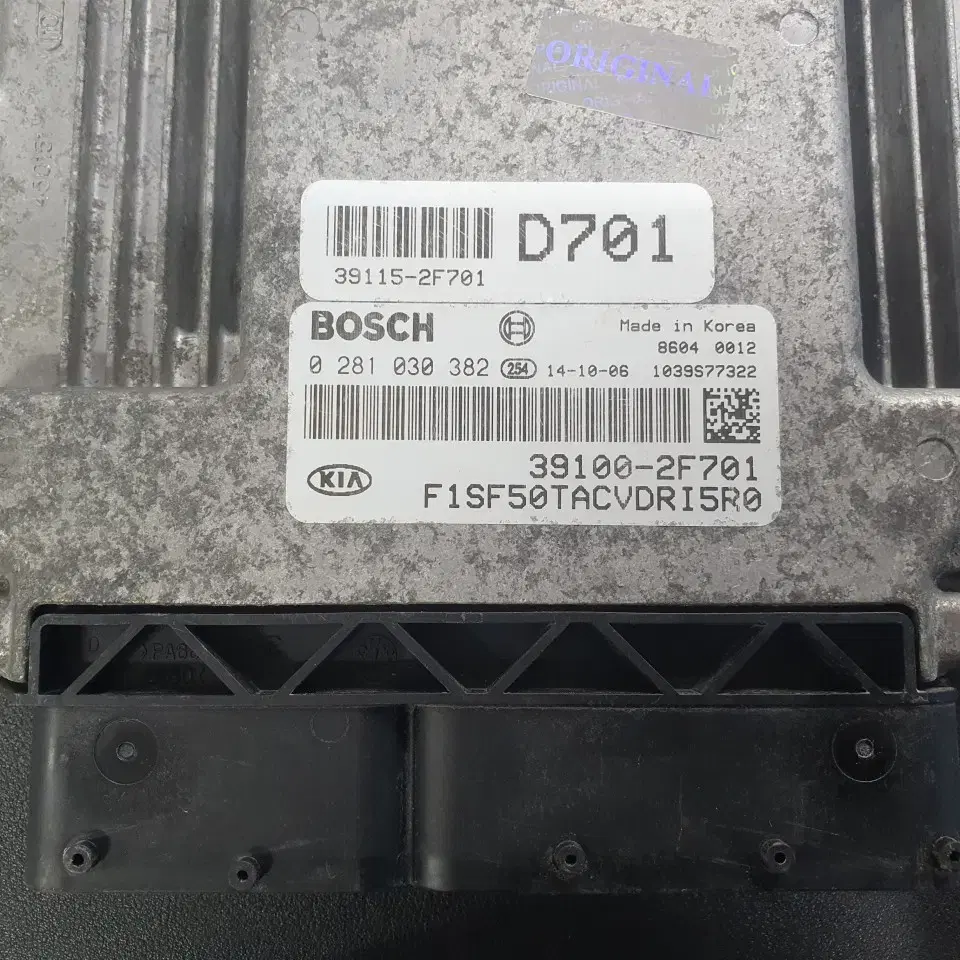 ORIGINAL
D701
39115-2F701
BOSCH
Made in Korea
8604 0012
0 281 030 382 254 14-10-06 1039S77322
39100-2F701
KIA
F1SF50TACVDRI5R0